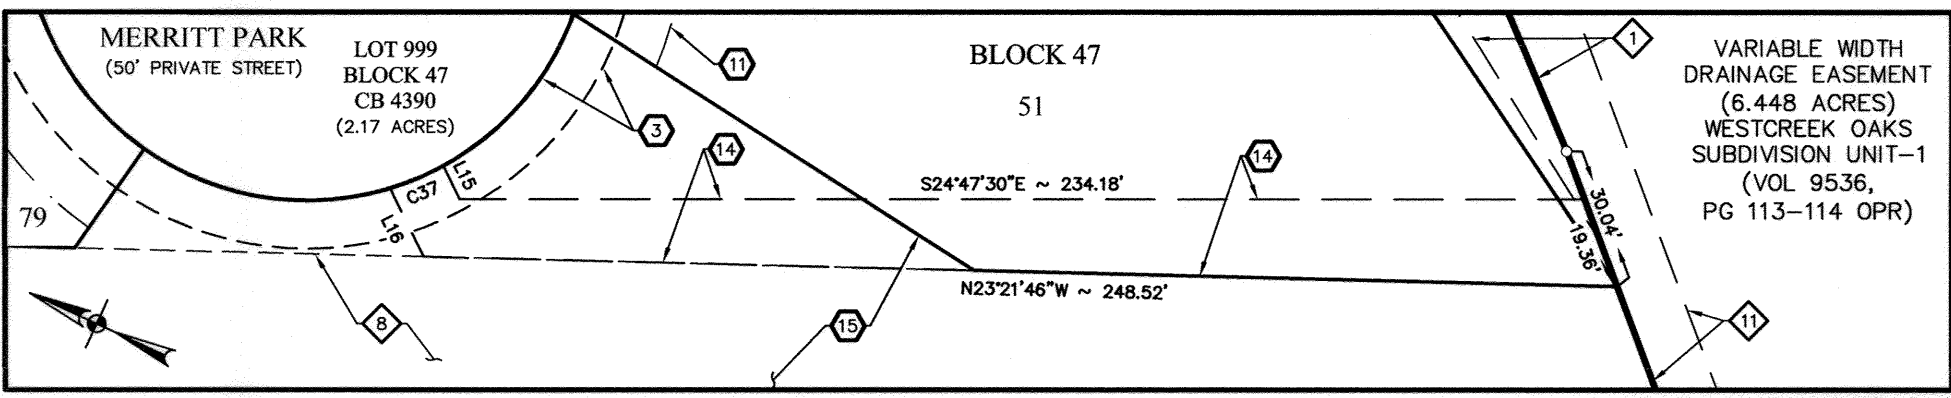 MERRITT PARK
(50' PRIVATE STREET)
LOT 999
BLOCK 47
CB 4390
(2.17 ACRES)
11
3
BLOCK 47
51
1
VARIABLE WIDTH
DRAINAGE EASEMENT
(6.448 ACRES)
WESTCREEK OAKS
SUBDIVISION UNIT-1
(VOL 9536,
PG 113-114 OPR)
14
14
79
C37
L15
L16
S24°47'30"E ~ 234.18'
30.04'
19.36'
N23°21'46"W ~ 248.52'
8
15
11